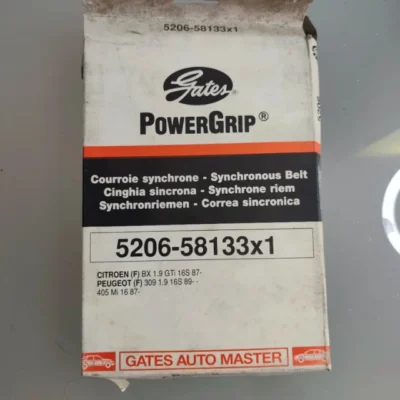 5206-58133x1
Gates
POWERGRIP®
Courroie synchrone - Synchronous Belt
Cinghia sincrona - Synchrone riem
Synchronriemen - Correa sincronica
5206-58133x1
CITROEN (F) BX 1.9 GTi 16S 87-
PEUGEOT (F) 309 1.9 16S 89- -
405 Mi 16 87-
GATES AUTO MASTER